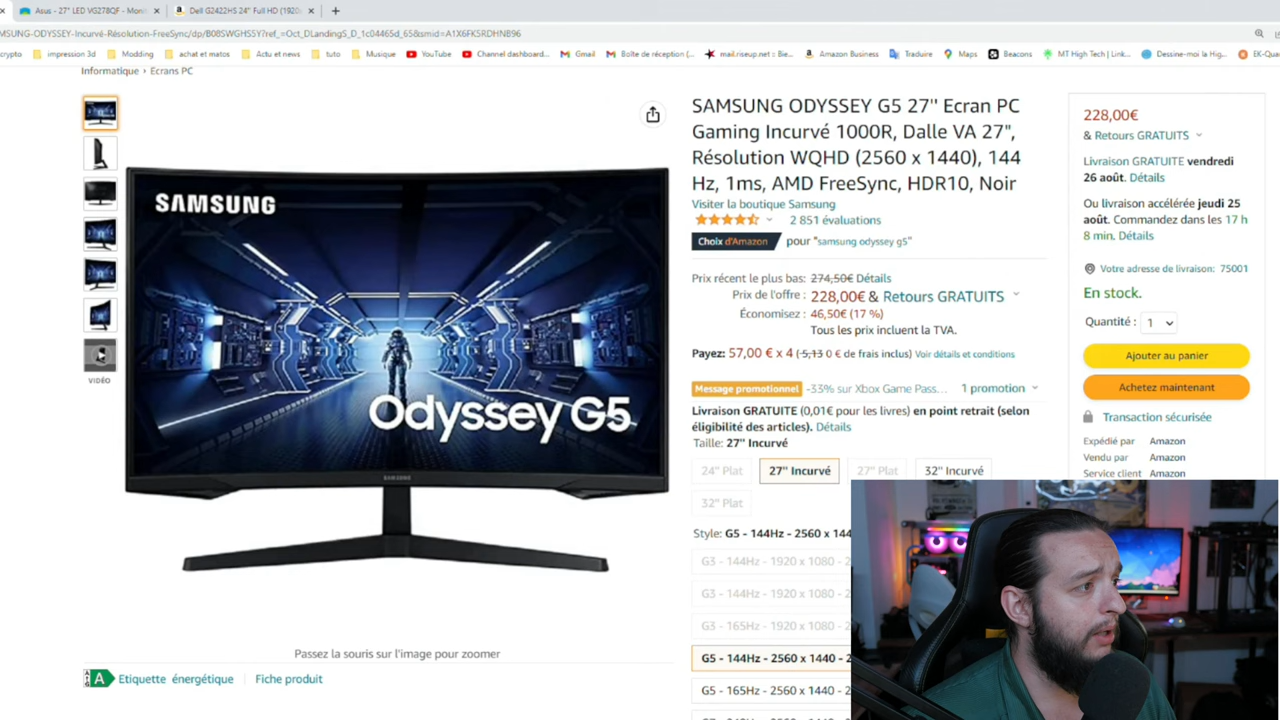 Asus - 27" LED VG278QF - Moni
Dell G2422HS 24" Full HD (1920x
MSUNG-ODYSSEY-Incurvé-Résolution-FreeSync/dp/B08SWGHS5Y?ref_=Oct_DLandingS_D_1c04465d_65&smid=A1X6FK5RDHNB96
crypto impression 3d Modding achat et matos Actu et news tuto Musique YouTube Channel dashboard... Gmail Boîte de réception (... mail.riseup.net :: Bie... Amazon Business Traduire Maps Beacons MT High Tech | Link... Dessine-moi la Hig... EK-Qua
Informatique › Ecrans PC
SAMSUNG
Odyssey G5
SAMSUNG
VIDÉO
Passez la souris sur l'image pour zoomer
A Etiquette énergétique Fiche produit
SAMSUNG ODYSSEY G5 27'' Ecran PC
Gaming Incurvé 1000R, Dalle VA 27",
Résolution WQHD (2560 x 1440), 144
Hz, 1ms, AMD FreeSync, HDR10, Noir
Visiter la boutique Samsung
2 851 évaluations
Choix d'Amazon pour "samsung odyssey g5"
Prix récent le plus bas: 274,50€ Détails
Prix de l'offre : 228,00€ & Retours GRATUITS
Économisez : 46,50€ (17 %)
Tous les prix incluent la TVA.
Payez: 57,00 € x 4 (5,13 0 € de frais inclus) Voir détails et conditions
Message promotionnel -33% sur Xbox Game Pass... 1 promotion
Livraison GRATUITE (0,01€ pour les livres) en point retrait (selon
éligibilité des articles). Détails
Taille: 27" Incurvé
24" Plat 27" Incurvé 27" Plat 32" Incurvé
32" Plat
Style: G5 - 144Hz - 2560 x 144
G3 - 144Hz - 1920 x 1080 - 2
G3 - 144Hz - 1920 x 1080 - 2
G3 - 165Hz - 1920 x 1080 - 2
G5 - 144Hz - 2560 x 1440 - 2
G5 - 165Hz - 2560 x 1440 - 2
228,00€
& Retours GRATUITS
Livraison GRATUITE vendredi
26 août. Détails
Ou livraison accélérée jeudi 25
août. Commandez dans les 17 h
8 min. Détails
Votre adresse de livraison: 75001
En stock.
Quantité : 1
Ajouter au panier
Achetez maintenant
Transaction sécurisée
Expédié par Amazon
Vendu par Amazon
Service client Amazon